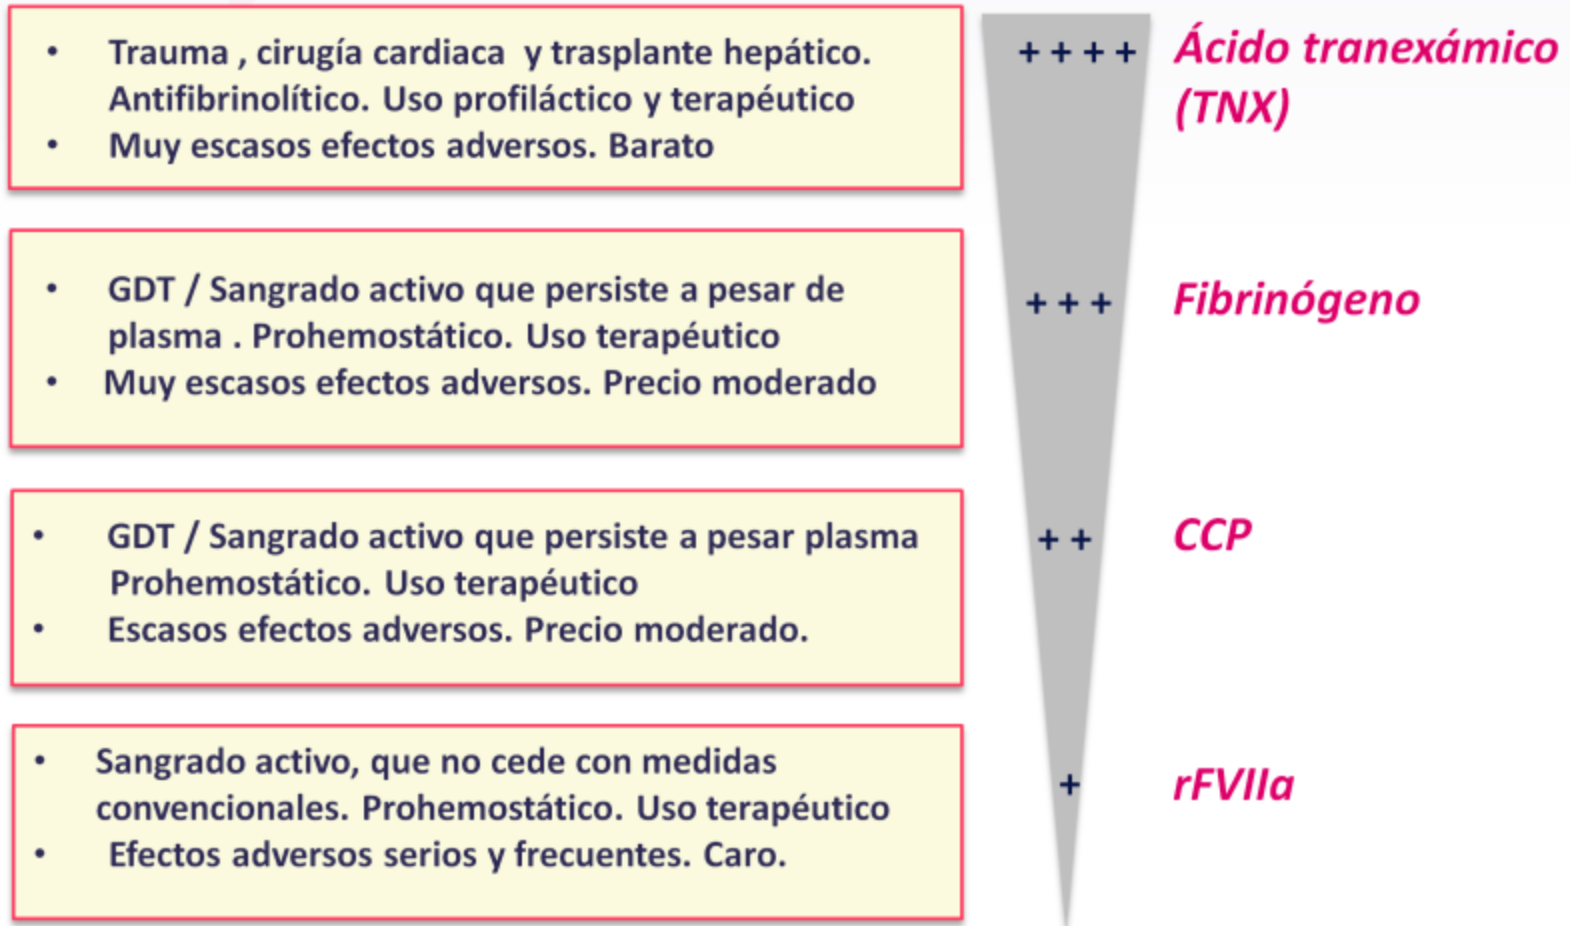 • Trauma , cirugía cardiaca y trasplante hepático.
Antifibrinolítico. Uso profiláctico y terapéutico
• Muy escasos efectos adversos. Barato
++++
Ácido tranexámico
(TNX)
• GDT / Sangrado activo que persiste a pesar de
plasma . Prohemostático. Uso terapéutico
• Muy escasos efectos adversos. Precio moderado
+++
Fibrinógeno
• GDT / Sangrado activo que persiste a pesar plasma
Prohemostático. Uso terapéutico
• Escasos efectos adversos. Precio moderado.
++
CCP
• Sangrado activo, que no cede con medidas
convencionales. Prohemostático. Uso terapéutico
• Efectos adversos serios y frecuentes. Caro.
+
rFVIIa